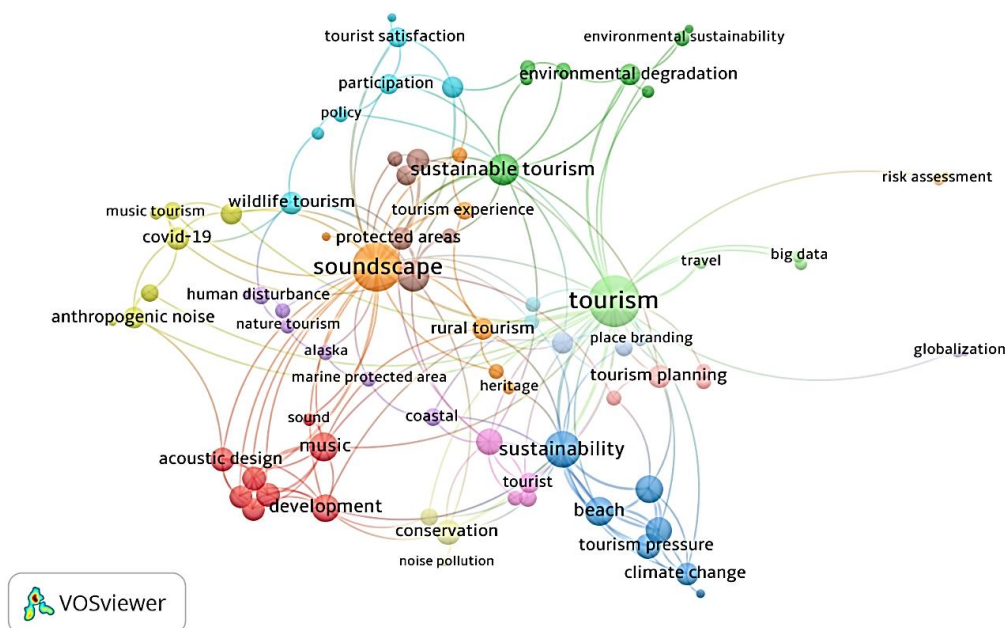 tourist satisfaction
environmental sustainability
environmental degradation
participation
policy
sustainable tourism
risk assessment
wildlife tourism
music tourism
tourism experience
covid-19
protected areas
soundscape
travel
big data
human disturbance
tourism
anthropogenic noise
nature tourism
rural tourism
place branding
alaska
globalization
marine protected area
tourism planning
heritage
sound
coastal
music
sustainability
acoustic design
tourist
development
beach
conservation
tourism pressure
noise pollution
climate change
VOSviewer